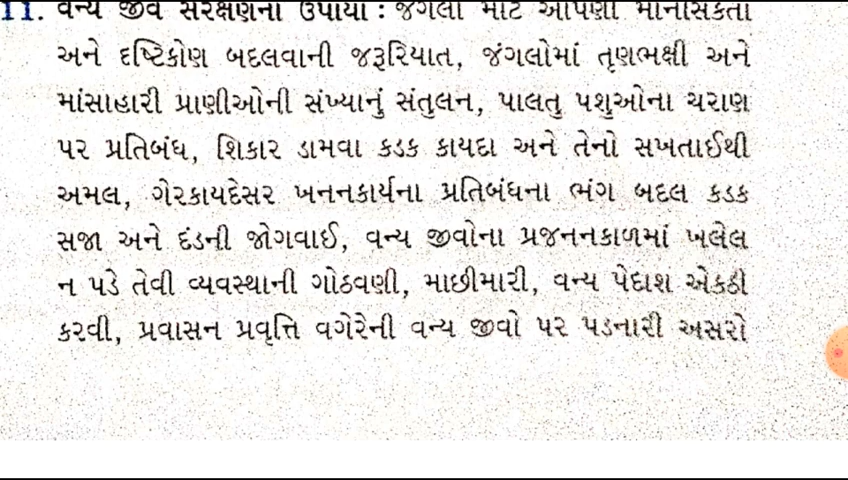 11. વન્ય જીવ સંરક્ષણના ઉપાયો : જંગલો માટે આપણી માનસિકતા
અને દષ્ટિકોણ બદલવાની જરૂરિયાત, જંગલોમાં તૃણભક્ષી અને
માંસાહારી પ્રાણીઓની સંખ્યાનું સંતુલન, પાલતુ પશુઓના ચરાણ
પર પ્રતિબંધ, શિકાર ડામવા કડક કાયદા અને તેનો સખતાઈથી
અમલ, ગેરકાયદેસર ખનનકાર્યના પ્રતિબંધના ભંગ બદલ કડક
સજા અને દંડની જોગવાઈ, વન્ય જીવોના પ્રજનનકાળમાં ખલેલ
ન પડે તેવી વ્યવસ્થાની ગોઠવણી, માછીમારી, વન્ય પેદાશ એકઠી
કરવી, પ્રવાસન પ્રવૃત્તિ વગેરેની વન્ય જીવો પર પડનારી અસરો